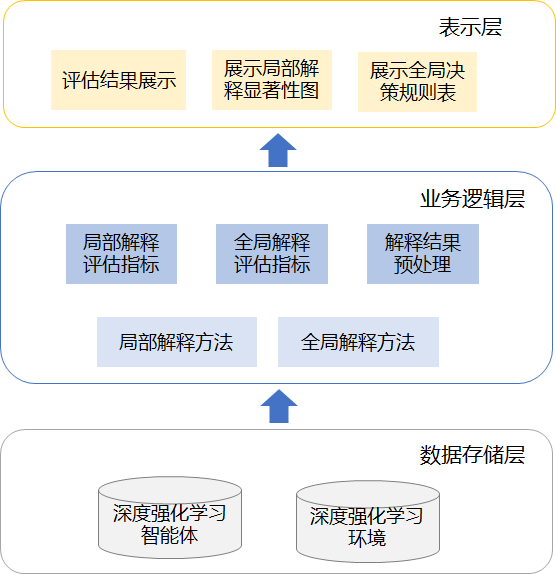 表示层
评估结果展示
展示局部解
释显著性图
展示全局决
策规则表
业务逻辑层
局部解释
评估指标
全局解释
评估指标
解释结果
预处理
局部解释方法
全局解释方法
数据存储层
深度强化学习
智能体
深度强化学习
环境